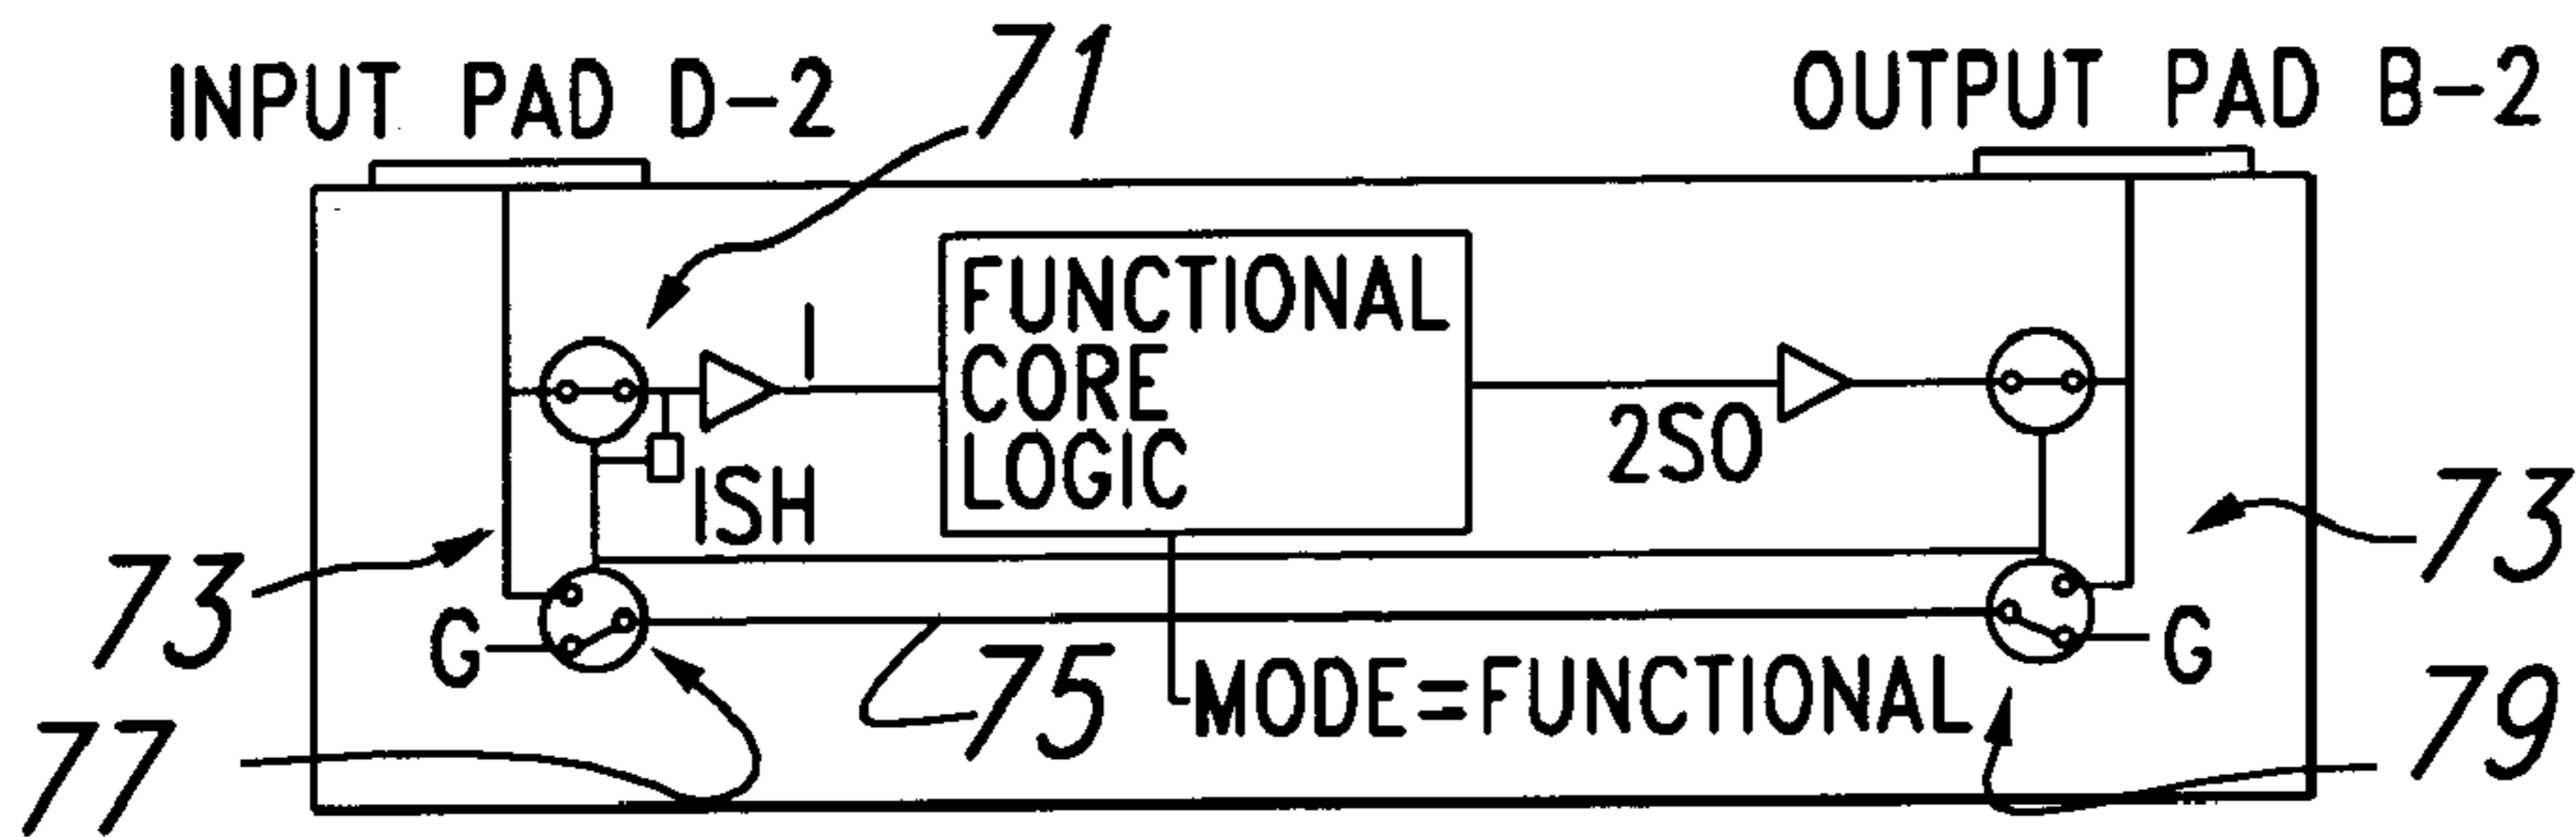 71
INPUT PAD D-2
OUTPUT PAD B-2
FUNCTIONAL
CORE
LOGIC
I
ISH
2SO
73
73
G
G
75
MODE=FUNCTIONAL
77
79